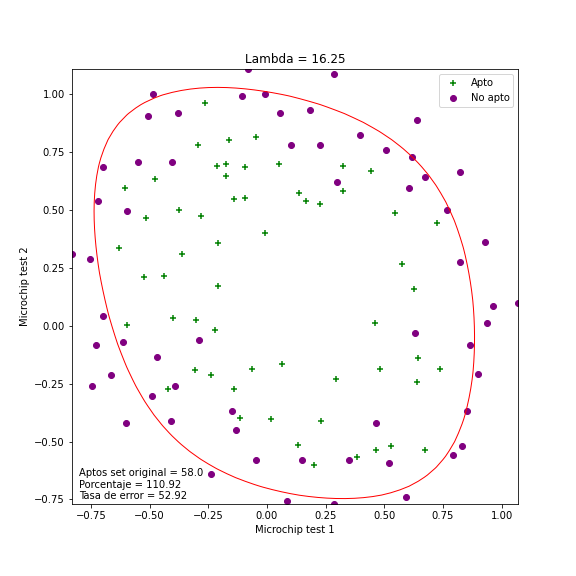 Lambda = 16.25
Apto
No apto
1.00
0.75
0.50
0.25
0.00
−0.25
−0.50
−0.75
Microchip test 2
Aptos set original = 58.0
Porcentaje = 110.92
Tasa de error = 52.92
−0.75 −0.50 −0.25 0.00 0.25 0.50 0.75 1.00
Microchip test 1